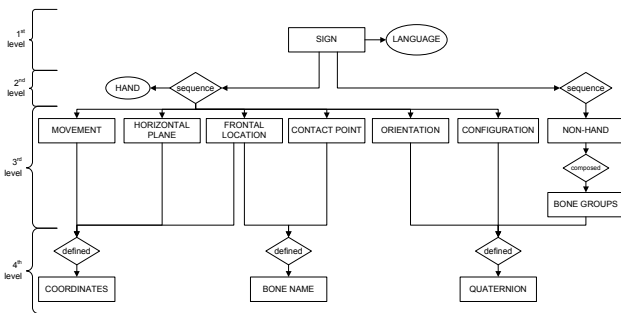 1st
level
SIGN
LANGUAGE
2nd
level
HAND
sequence
sequence
3rd
level
MOVEMENT
HORIZONTAL
PLANE
FRONTAL
LOCATION
CONTACT POINT
ORIENTATION
CONFIGURATION
NON-HAND
composed
BONE GROUPS
4th
level
defined
defined
defined
COORDINATES
BONE NAME
QUATERNION